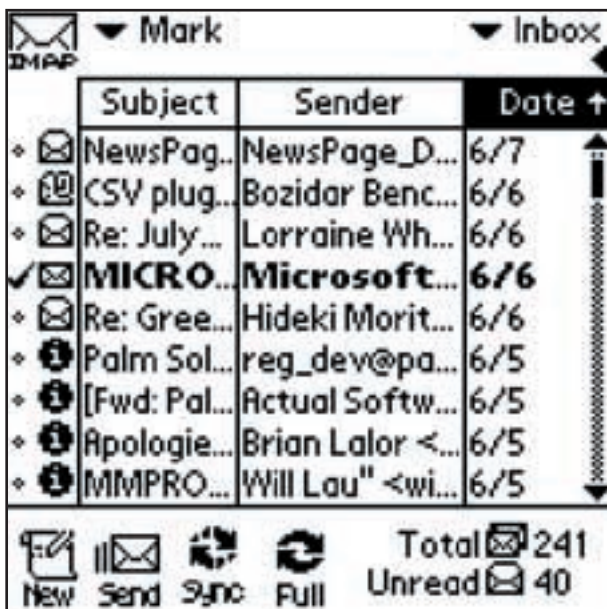 Mark Inbox
IMAP
Subject Sender Date
NewsPag... NewsPage_D... 6/7
CSV plug... Bozidar Benc... 6/6
Re: July... Lorraine Wh... 6/6
MICRO... Microsoft... 6/6
Re: Gree... Hideki Morit... 6/6
Palm Sol... reg_dev@pa... 6/5
[Fwd: Pal... Actual Softw... 6/5
Apologie... Brian Lalor <... 6/5
MMPRO... Will Lau" <wi... 6/5
Total 241
Unread 40
New Send Sync Full